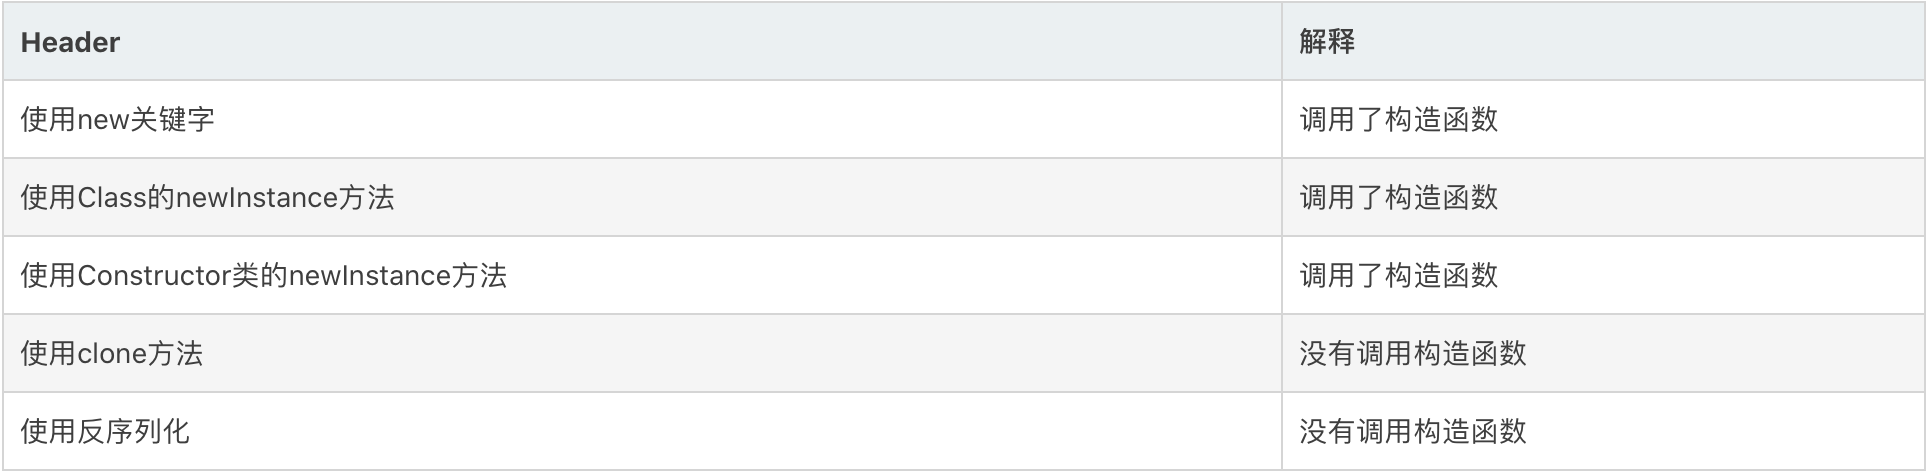 Header 解释
使用new关键字 调用了构造函数
使用Class的newInstance方法 调用了构造函数
使用Constructor类的newInstance方法 调用了构造函数
使用clone方法 没有调用构造函数
使用反序列化 没有调用构造函数